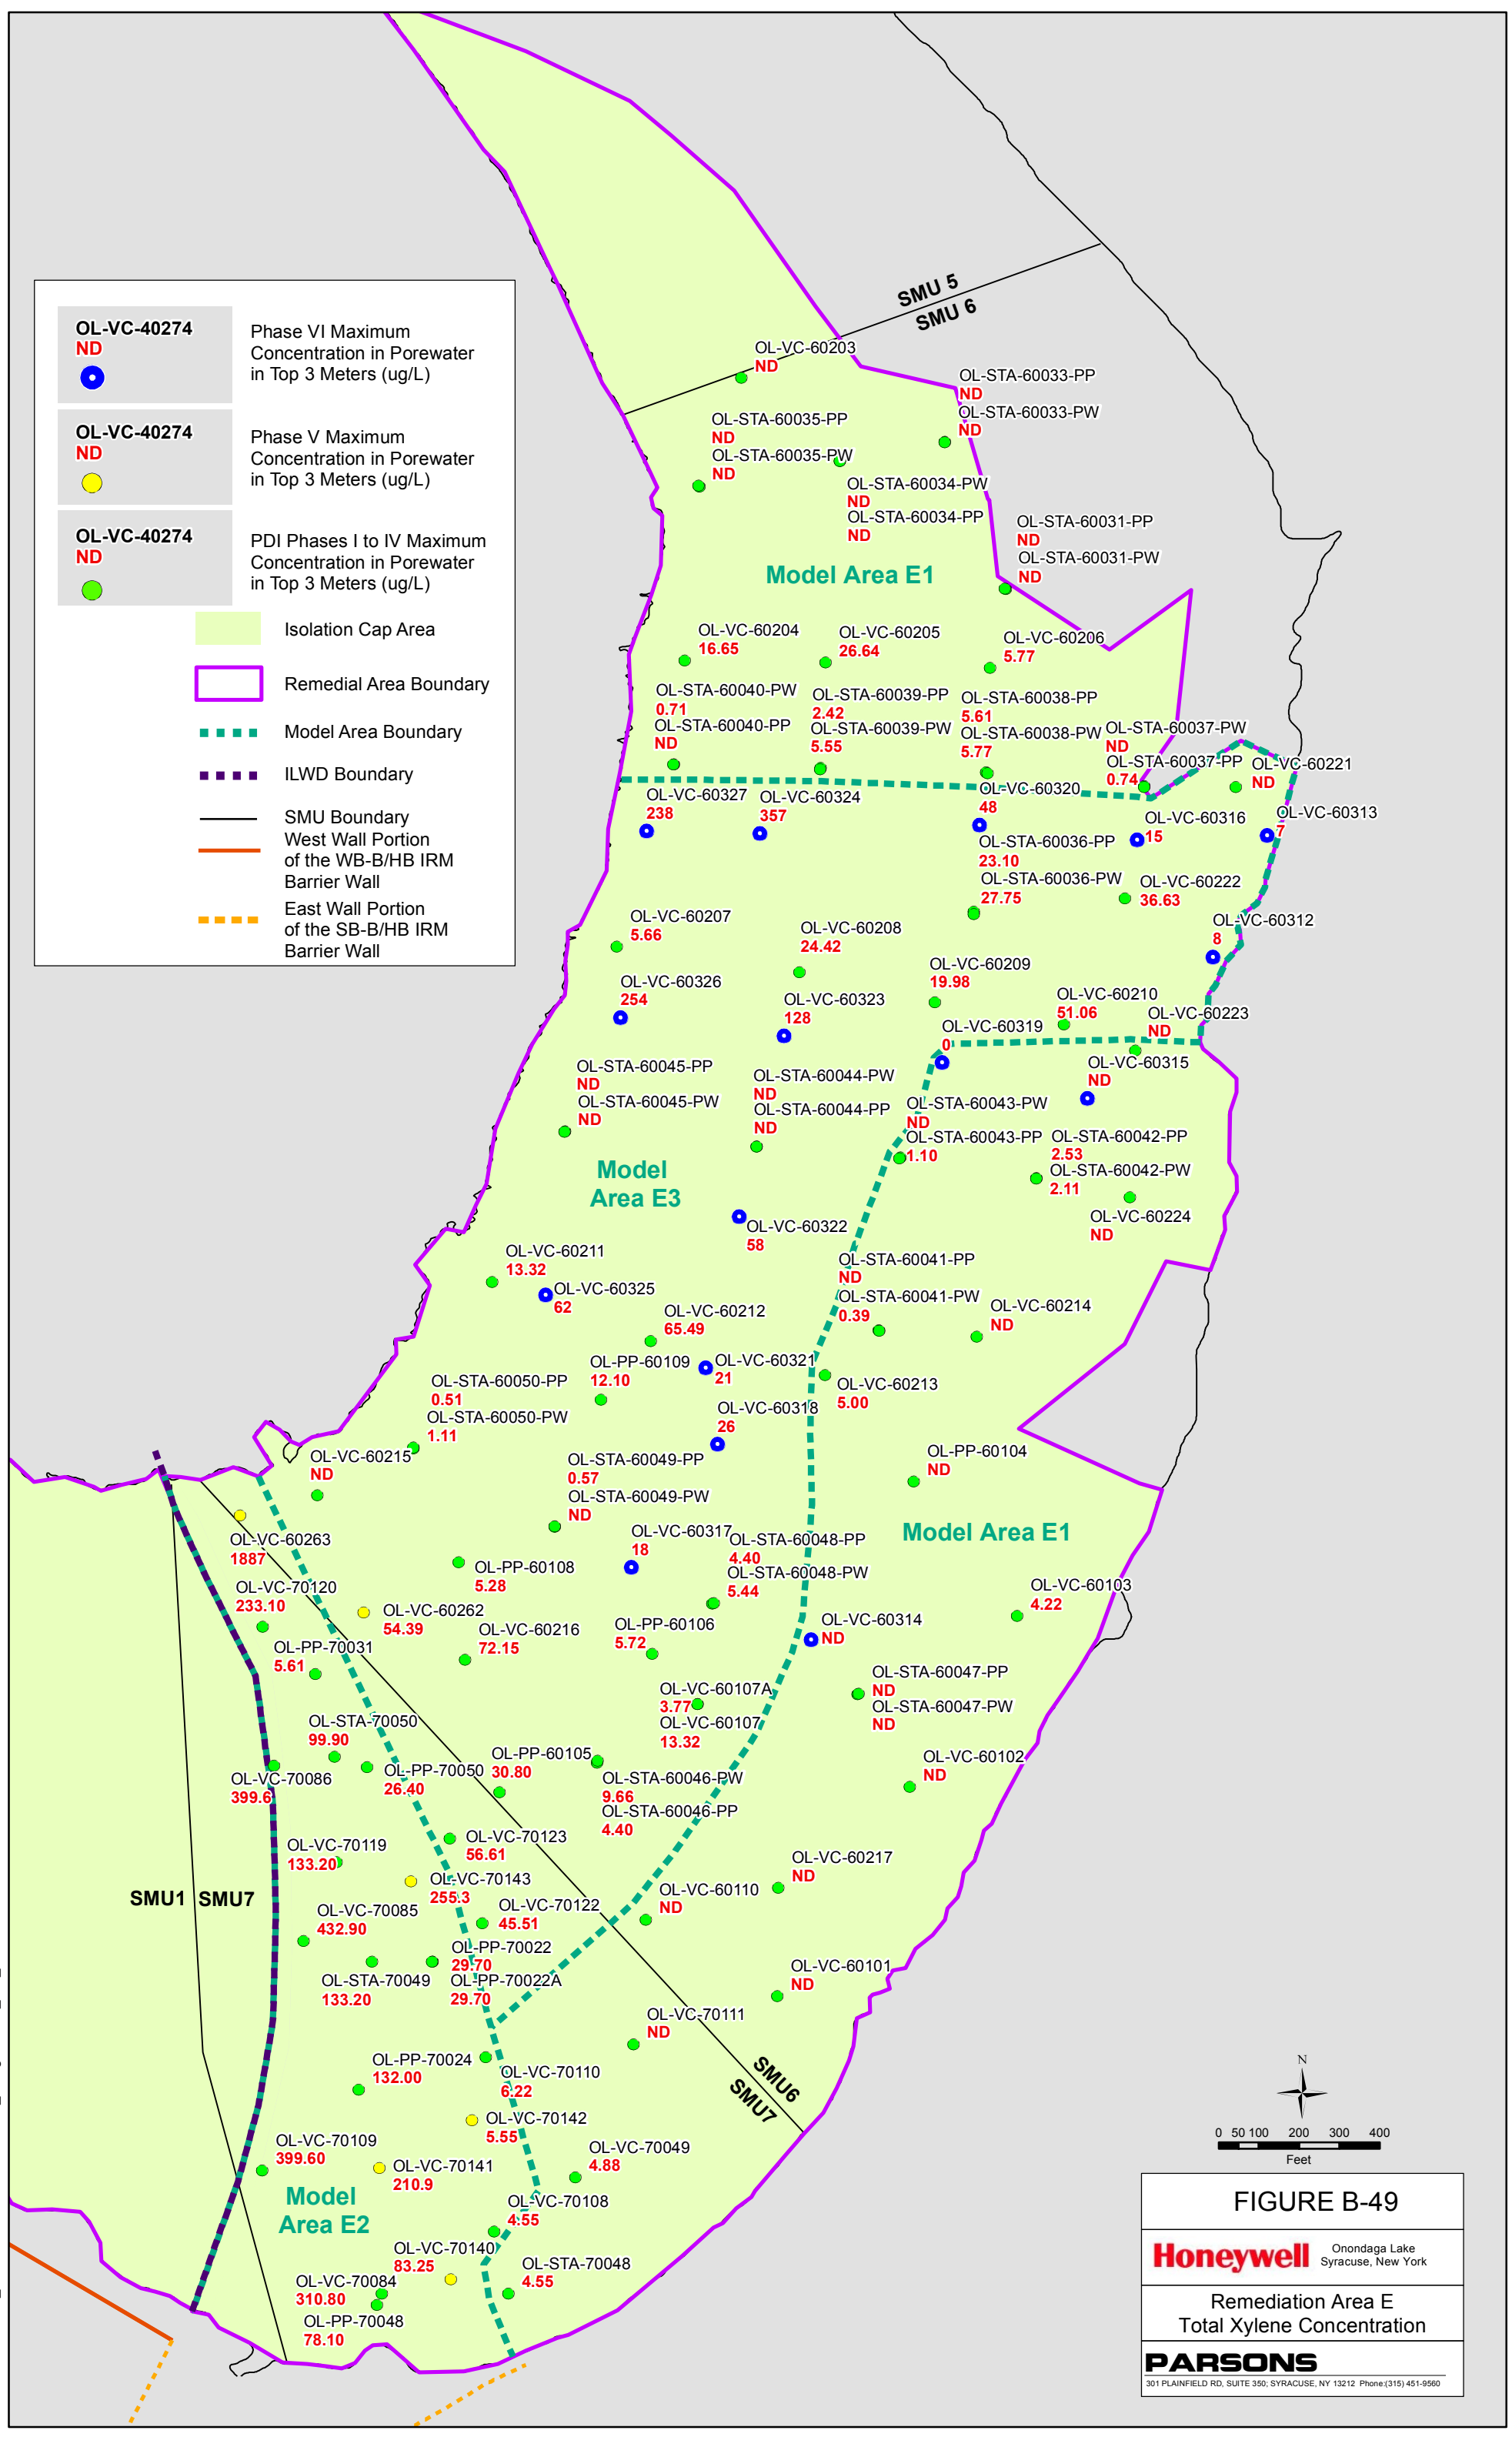 OL-VC-40274
ND
Phase VI Maximum
Concentration in Porewater
in Top 3 Meters (ug/L)
OL-VC-40274
ND
Phase V Maximum
Concentration in Porewater
in Top 3 Meters (ug/L)
OL-VC-40274
ND
PDI Phases I to IV Maximum
Concentration in Porewater
in Top 3 Meters (ug/L)
Isolation Cap Area
Remedial Area Boundary
Model Area Boundary
ILWD Boundary
SMU Boundary
West Wall Portion
of the WB-B/HB IRM
Barrier Wall
East Wall Portion
of the SB-B/HB IRM
Barrier Wall
SMU 5
SMU 6
OL-VC-60203
ND
OL-STA-60033-PP
ND
OL-STA-60033-PW
ND
OL-STA-60035-PP
ND
OL-STA-60035-PW
ND
OL-STA-60034-PW
ND
OL-STA-60034-PP
ND
OL-STA-60031-PP
ND
OL-STA-60031-PW
ND
Model Area E1
OL-VC-60204
16.65
OL-VC-60205
26.64
OL-VC-60206
5.77
OL-STA-60040-PW
0.71
OL-STA-60040-PP
ND
OL-STA-60039-PP
2.42
OL-STA-60039-PW
5.55
OL-STA-60038-PP
5.61
OL-STA-60038-PW
5.77
OL-STA-60037-PW
ND
OL-STA-60037-PP
0.74
OL-VC-60221
ND
OL-VC-60327
238
OL-VC-60324
357
OL-VC-60320
48
OL-VC-60316
15
OL-VC-60313
7
OL-STA-60036-PP
23.10
OL-STA-60036-PW
27.75
OL-VC-60222
36.63
OL-VC-60207
5.66
OL-VC-60208
24.42
OL-VC-60312
8
OL-VC-60209
19.98
OL-VC-60326
254
OL-VC-60323
128
OL-VC-60210
51.06
OL-VC-60223
ND
OL-VC-60319
0
OL-VC-60315
ND
OL-STA-60045-PP
ND
OL-STA-60045-PW
ND
OL-STA-60044-PW
ND
OL-STA-60044-PP
ND
OL-STA-60043-PW
ND
OL-STA-60043-PP
1.10
OL-STA-60042-PP
2.53
OL-STA-60042-PW
2.11
OL-VC-60224
ND
Model
Area E3
OL-VC-60322
58
OL-VC-60211
13.32
OL-VC-60325
62
OL-STA-60041-PP
ND
OL-STA-60041-PW
0.39
OL-VC-60214
ND
OL-VC-60212
65.49
OL-PP-60109
12.10
OL-VC-60321
21
OL-VC-60213
5.00
OL-STA-60050-PP
0.51
OL-STA-60050-PW
1.11
OL-VC-60318
26
OL-VC-60215
ND
OL-STA-60049-PP
0.57
OL-STA-60049-PW
ND
OL-PP-60104
ND
Model Area E1
OL-VC-60263
1887
OL-VC-60317
18
OL-STA-60048-PP
4.40
OL-STA-60048-PW
5.44
OL-PP-60108
5.28
OL-VC-70120
233.10
OL-VC-60262
54.39
OL-VC-60216
72.15
OL-PP-60106
5.72
OL-VC-60314
ND
OL-VC-60103
4.22
OL-PP-70031
5.61
OL-VC-60107A
3.77
OL-VC-60107
13.32
OL-STA-60047-PP
ND
OL-STA-60047-PW
ND
OL-STA-70050
99.90
OL-VC-70086
399.6
OL-PP-70050
26.40
OL-PP-60105
30.80
OL-STA-60046-PW
9.66
OL-STA-60046-PP
4.40
OL-VC-60102
ND
OL-VC-70119
133.20
OL-VC-70123
56.61
OL-VC-70143
255.3
OL-VC-60217
ND
SMU1
SMU7
OL-VC-70085
432.90
OL-VC-70122
45.51
OL-VC-60110
ND
OL-STA-70049
133.20
OL-PP-70022
29.70
OL-PP-70022A
29.70
OL-VC-60101
ND
OL-VC-70111
ND
OL-PP-70024
132.00
OL-VC-70110
6.22
SMU6
SMU7
OL-VC-70142
5.55
OL-VC-70109
399.60
OL-VC-70141
210.9
OL-VC-70049
4.88
Model
Area E2
OL-VC-70108
4.55
OL-VC-70140
83.25
OL-STA-70048
4.55
OL-VC-70084
310.80
OL-PP-70048
78.10
N
0 50 100 200 300 400
Feet
FIGURE B-49
Honeywell
Onondaga Lake
Syracuse, New York
Remediation Area E
Total Xylene Concentration
PARSONS
301 PLAINFIELD RD, SUITE 350; SYRACUSE, NY 13212 Phone:(315) 451-9560